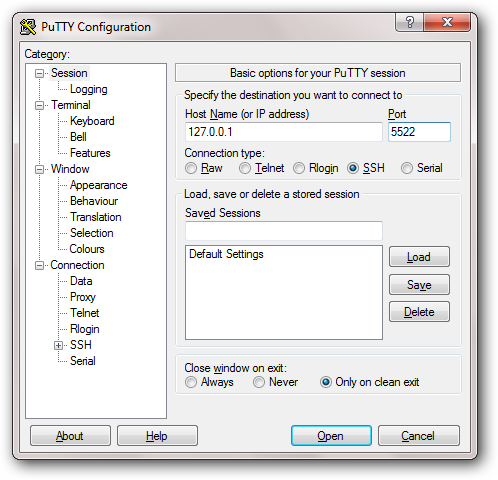 PuTTY Configuration
Category:
Session
Logging
Terminal
Keyboard
Bell
Features
Window
Appearance
Behaviour
Translation
Selection
Colours
Connection
Data
Proxy
Telnet
Rlogin
SSH
Serial
Basic options for your PuTTY session
Specify the destination you want to connect to
Host Name (or IP address) Port
127.0.0.1 5522
Connection type:
Raw Telnet Rlogin SSH Serial
Load, save or delete a stored session
Saved Sessions
Default Settings
Load
Save
Delete
Close window on exit:
Always Never Only on clean exit
About Help Open Cancel